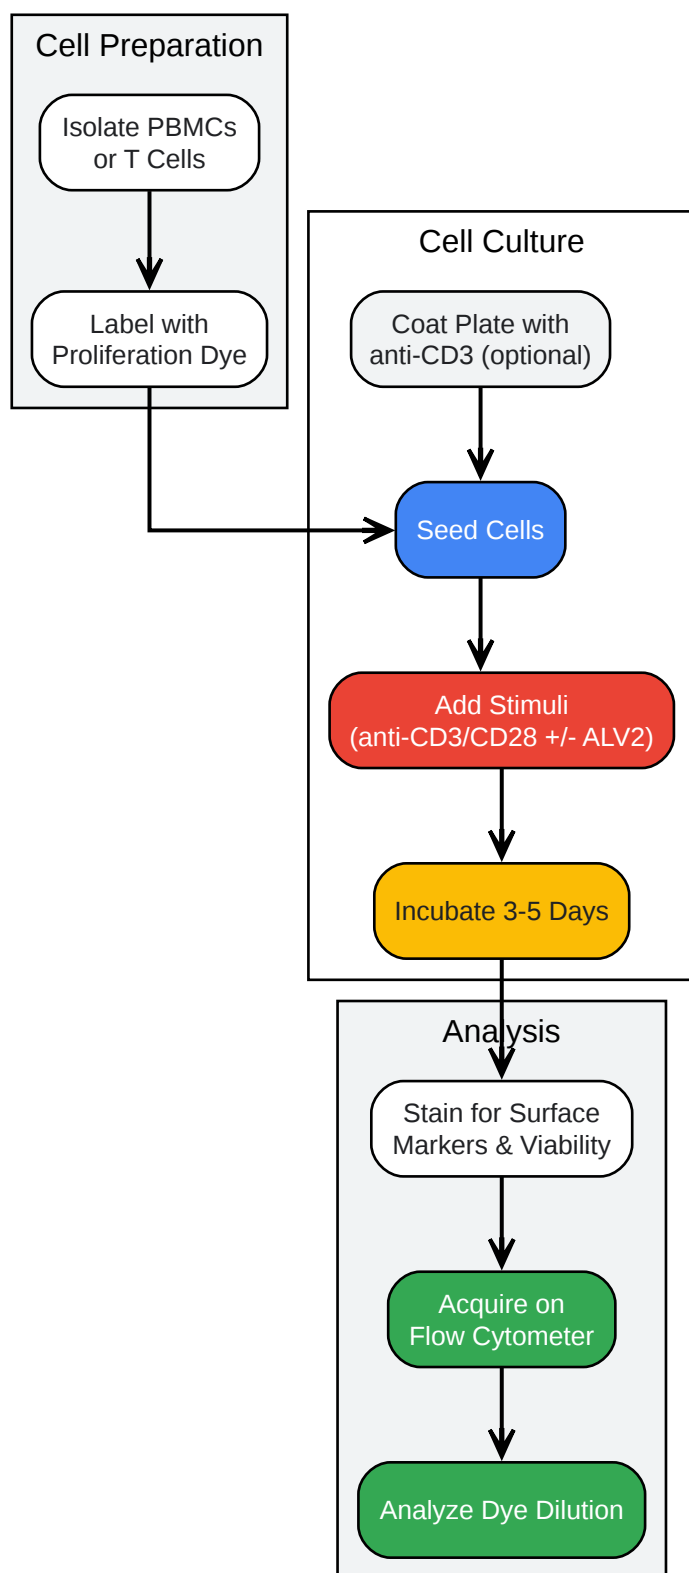 Cell Preparation
Isolate PBMCs
or T Cells
Label with
Proliferation Dye
Cell Culture
Coat Plate with
anti-CD3 (optional)
Seed Cells
Add Stimuli
(anti-CD3/CD28 +/- ALV2)
Incubate 3-5 Days
Analysis
Stain for Surface
Markers & Viability
Acquire on
Flow Cytometer
Analyze Dye Dilution